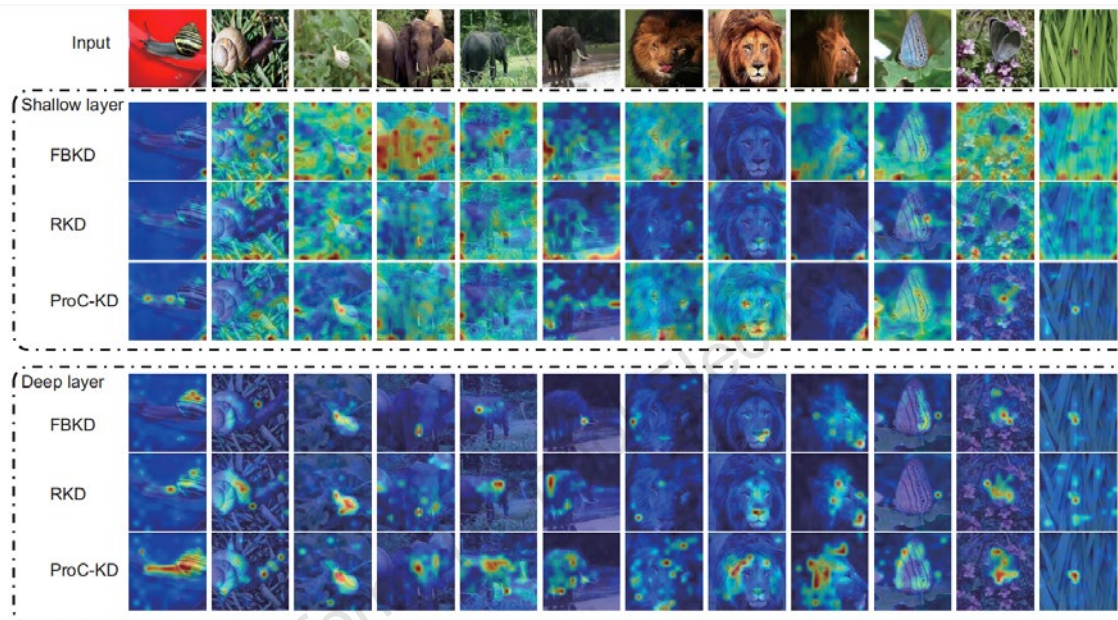 Input
Shallow layer
FBKD
RKD
ProC-KD
Deep layer
FBKD
RKD
ProC-KD